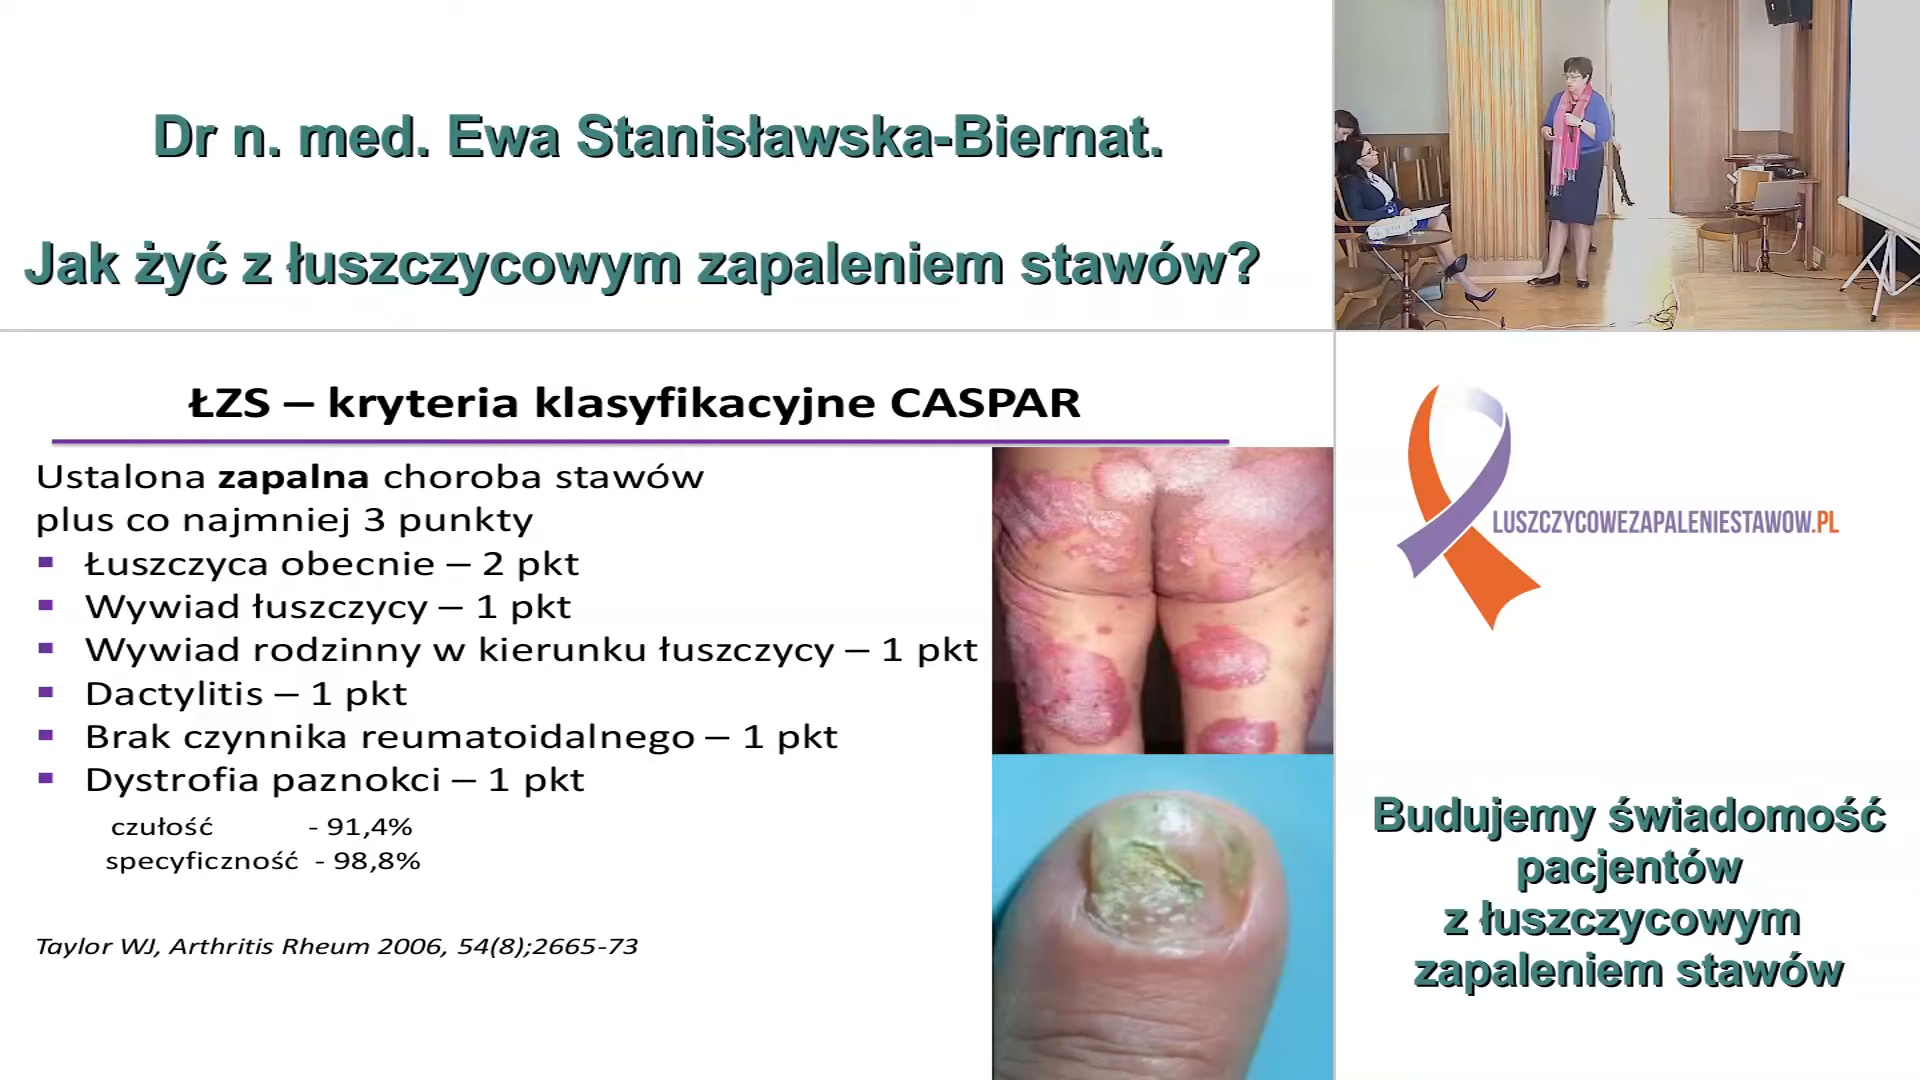 Dr n. med. Ewa Stanisławska-Biernat.
Jak żyć z łuszczycowym zapaleniem stawów?
ŁZS – kryteria klasyfikacyjne CASPAR
Ustalona zapalna choroba stawów
plus co najmniej 3 punkty
▪ Łuszczyca obecnie – 2 pkt
▪ Wywiad łuszczycy – 1 pkt
▪ Wywiad rodzinny w kierunku łuszczycy – 1 pkt
▪ Dactylitis – 1 pkt
▪ Brak czynnika reumatoidalnego – 1 pkt
▪ Dystrofia paznokci – 1 pkt
czułość - 91,4%
specyficzność - 98,8%
Taylor WJ, Arthritis Rheum 2006, 54(8);2665-73
LUSZCZYCOWEZAPALENIESTAWOW.PL
Budujemy świadomość
pacjentów
z łuszczycowym
zapaleniem stawów